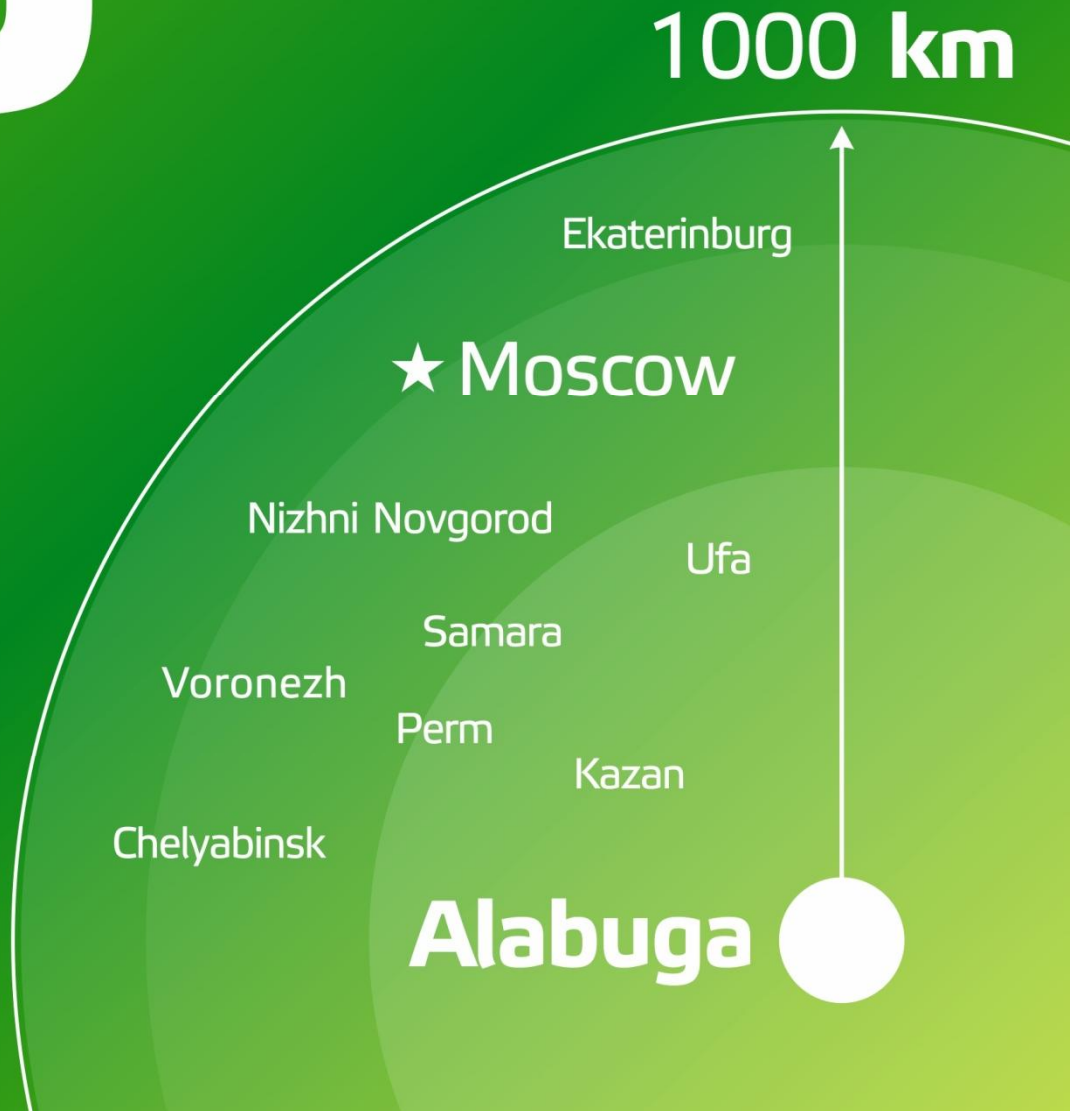 1000 km
Ekaterinburg
★ Moscow
Nizhni Novgorod
Ufa
Samara
Voronezh
Perm
Kazan
Chelyabinsk
Alabuga